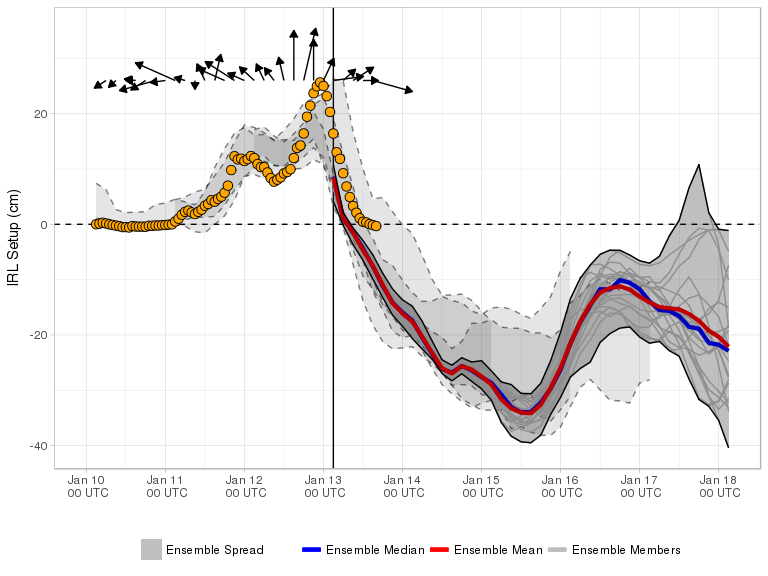 IRL Setup (cm)
20
0
-20
-40
Jan 10 Jan 11 Jan 12 Jan 13 Jan 14 Jan 15 Jan 16 Jan 17 Jan 18
00 UTC 00 UTC 00 UTC 00 UTC 00 UTC 00 UTC 00 UTC 00 UTC 00 UTC
Ensemble Spread Ensemble Median Ensemble Mean Ensemble Members